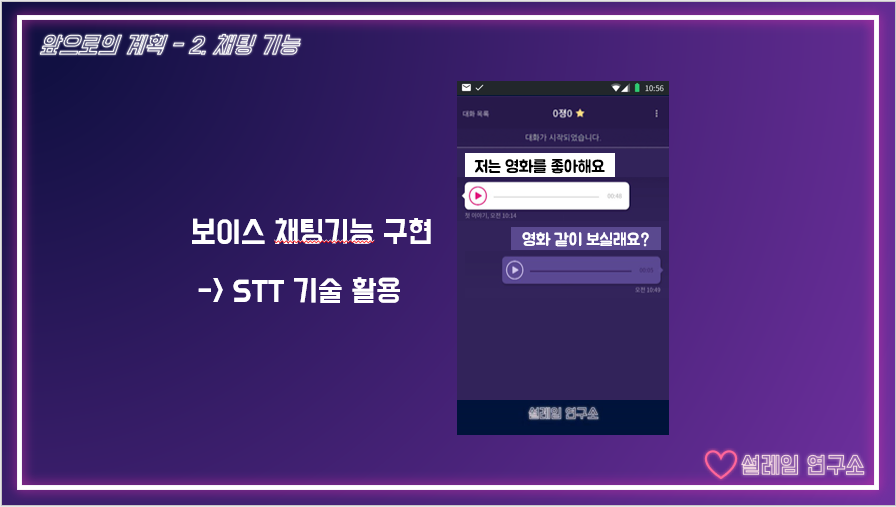 앞으로의 계획 - 2. 채팅 기능
10:56
대화 목록
0정0
대화가 시작되었습니다.
저는 영화를 좋아해요
00:40
첫 이야기, 오전 10:14
보이스 채팅기능 구현
영화 같이 보실래요?
-> STT 기술 활용
오전 10:49
설레임 연구소
설레임 연구소